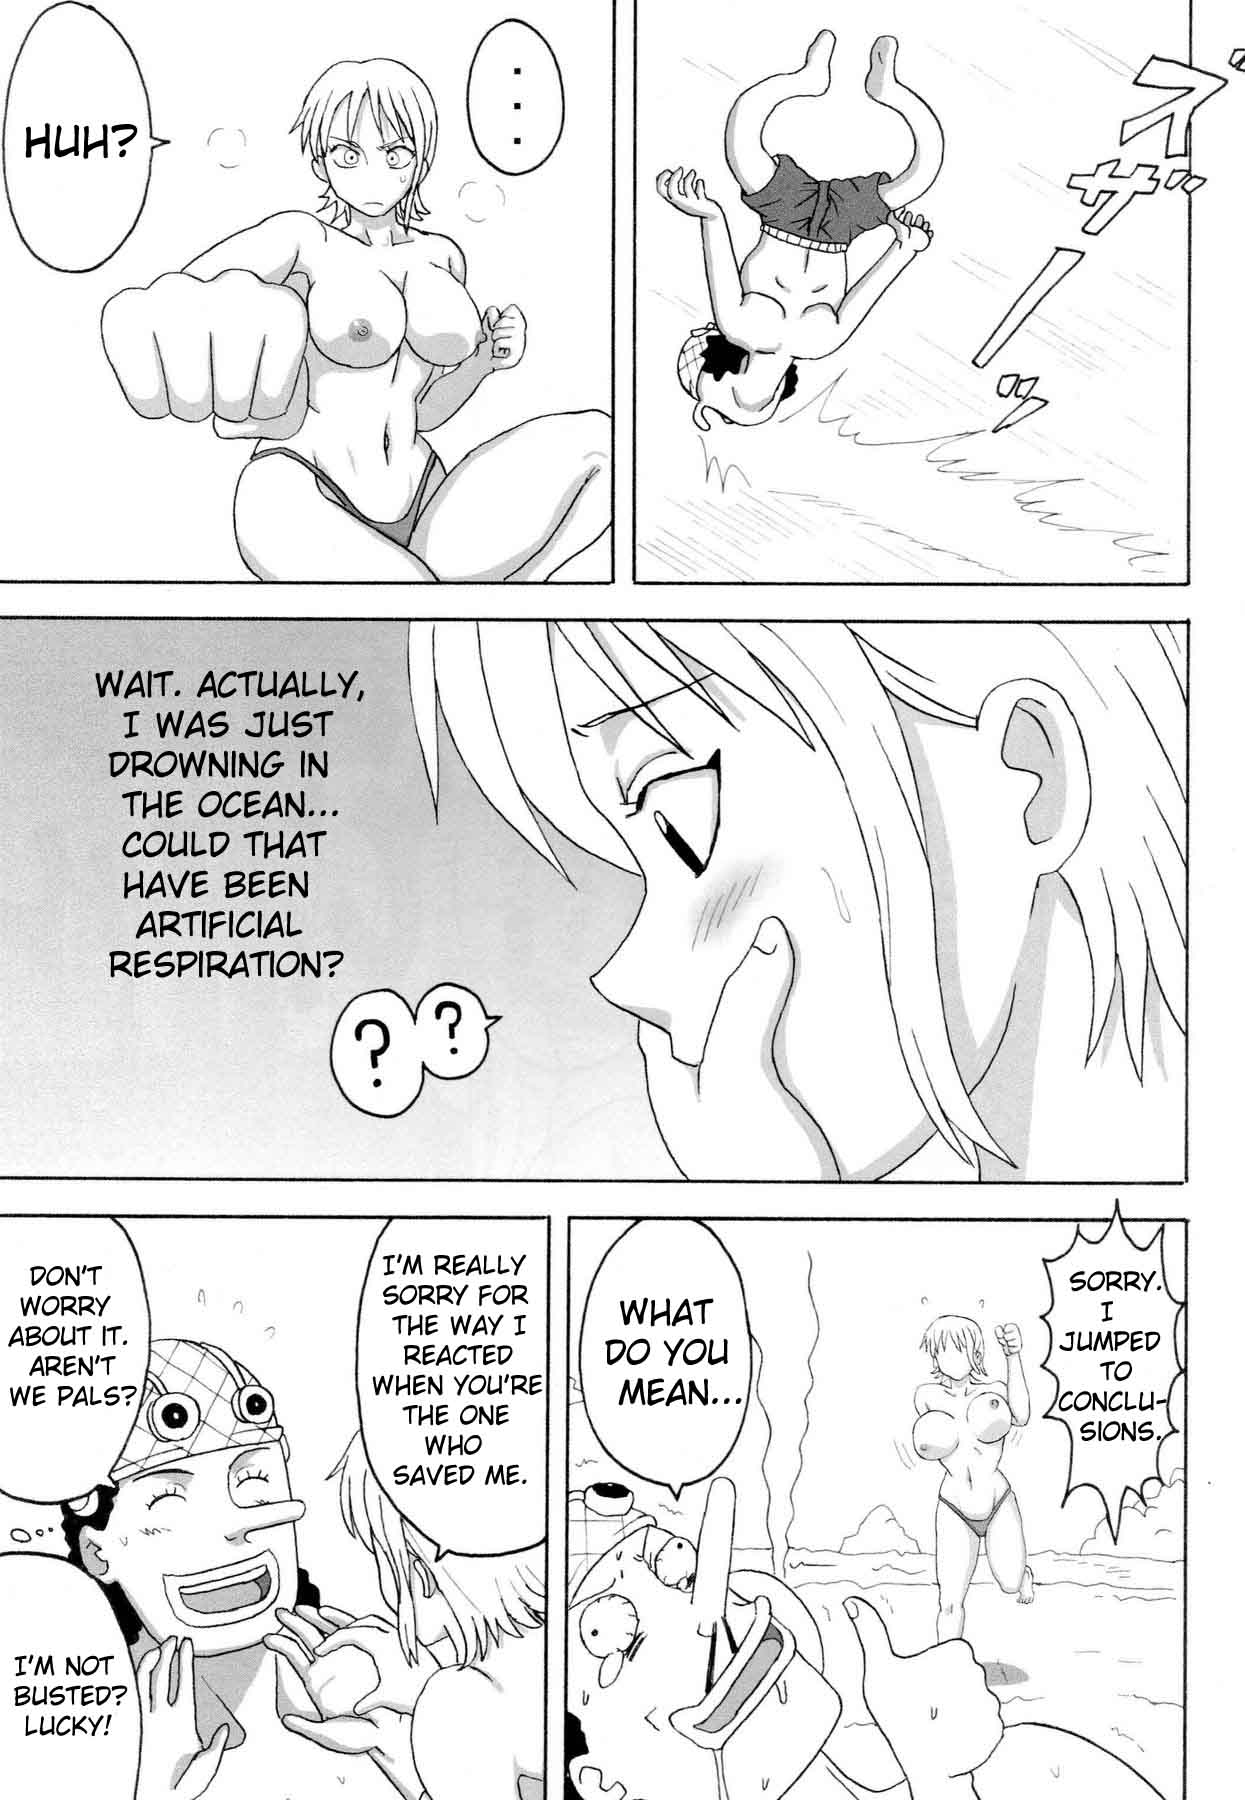 ズザーッ
...
HUH?
WAIT. ACTUALLY,
I WAS JUST
DROWNING IN
THE OCEAN...
COULD THAT
HAVE BEEN
ARTIFICIAL
RESPIRATION?
?
?
SORRY.
I
JUMPED
TO
CONCLU-
SIONS.
WHAT
DO YOU
MEAN...
I'M REALLY
SORRY FOR
THE WAY I
REACTED
WHEN YOU'RE
THE ONE
WHO
SAVED ME.
DON'T
WORRY
ABOUT IT.
AREN'T
WE PALS?
I'M NOT
BUSTED?
LUCKY!